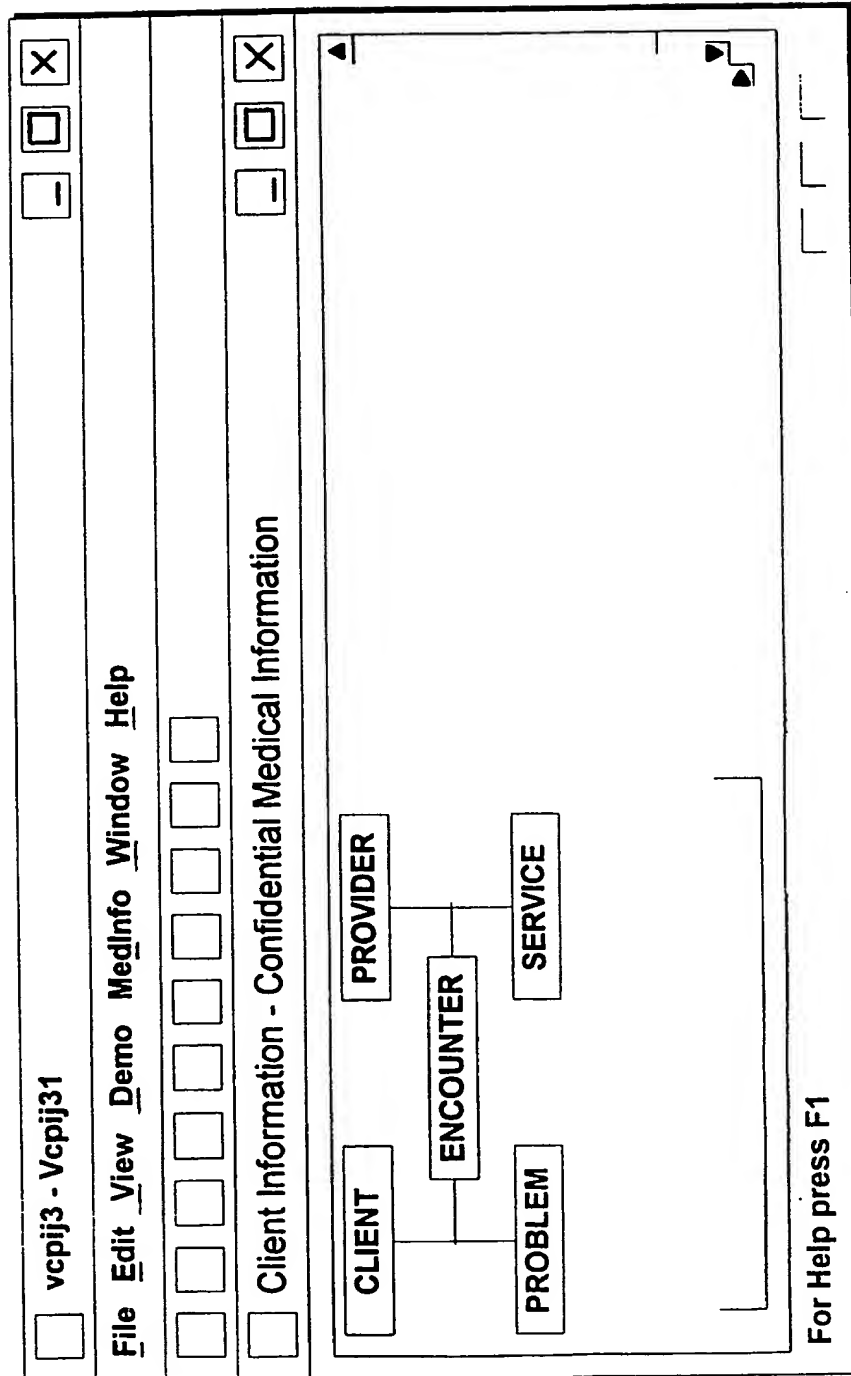 vcpij3 - Vcpij31
File Edit View Demo MedInfo Window Help
Client Information - Confidential Medical Information
CLIENT
PROVIDER
ENCOUNTER
PROBLEM
SERVICE
For Help press F1